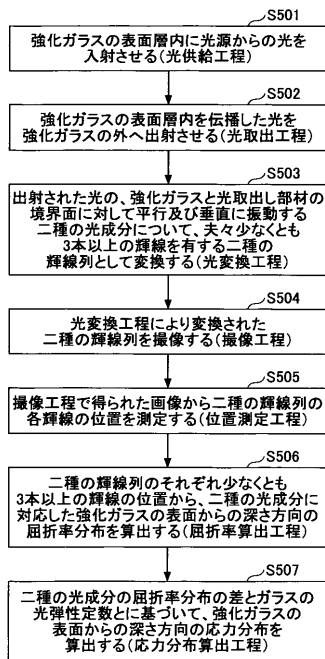 S501
強化ガラスの表面層内に光源からの光を
入射させる(光供給工程)
S502
強化ガラスの表面層内を伝播した光を
強化ガラスの外へ出射させる(光取出工程)
S503
出射された光の、強化ガラスと光取出し部材の
境界面に対して平行及び垂直に振動する
二種の光成分について、夫々少なくとも
3本以上の輝線を有する二種の
輝線列として変換する(光変換工程)
S504
光変換工程により変換された
二種の輝線列を撮像する(撮像工程)
S505
撮像工程で得られた画像から二種の輝線列の
各輝線の位置を測定する(位置測定工程)
S506
二種の輝線列のそれぞれ少なくとも
3本以上の輝線の位置から、二種の光成分に
対応した強化ガラスの表面からの深さ方向の
屈折率分布を算出する(屈折率算出工程)
S507
二種の光成分の屈折率分布の差とガラスの
光弾性定数とに基づいて、強化ガラスの
表面からの深さ方向の応力分布を
算出する(応力分布算出工程)